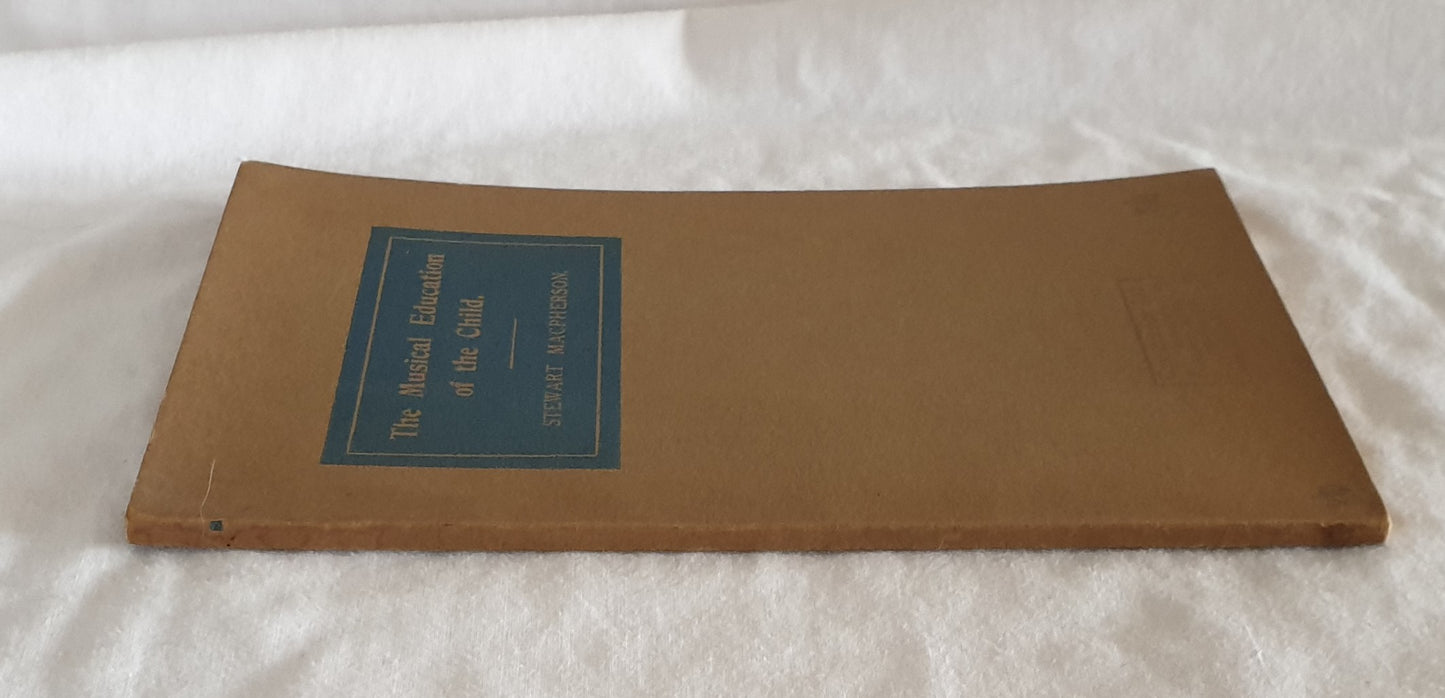 The Musical Education
of the Child.
STEWART MACPHERSON.